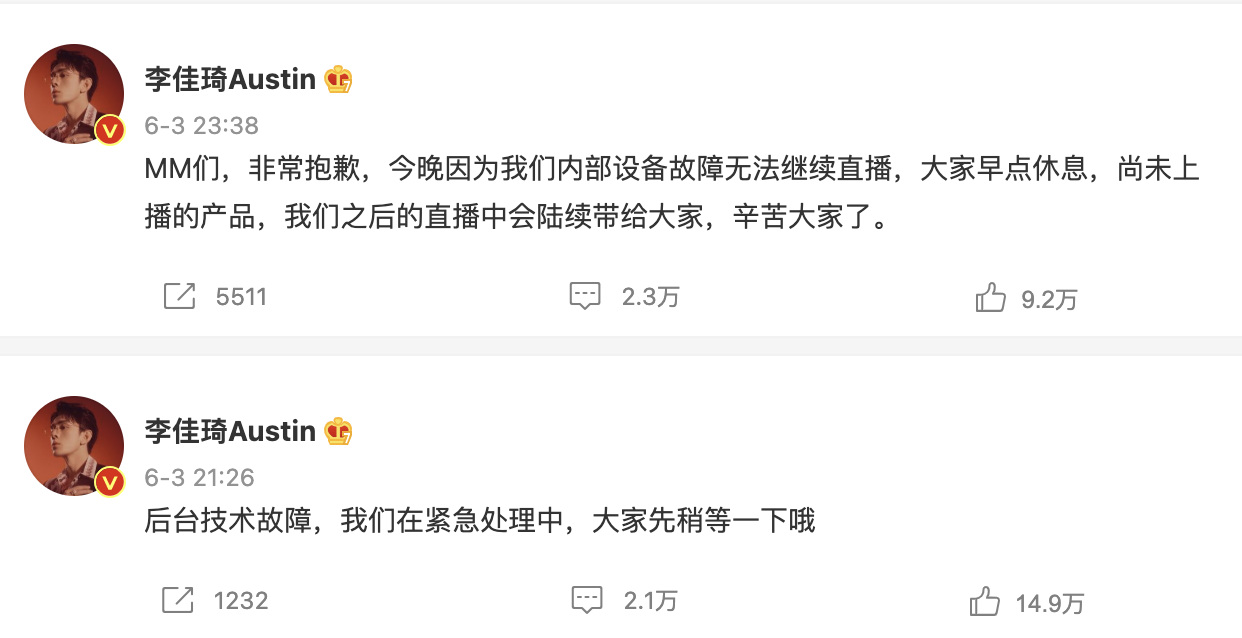 李佳琦Austin
6-3 23:38
MM们，非常抱歉，今晚因为我们内部设备故障无法继续直播，大家早点休息，尚未上
播的产品，我们之后的直播中会陆续带给大家，辛苦大家了。
5511 2.3万 9.2万
李佳琦Austin
6-3 21:26
后台技术故障，我们在紧急处理中，大家先稍等一下哦
1232 2.1万 14.9万